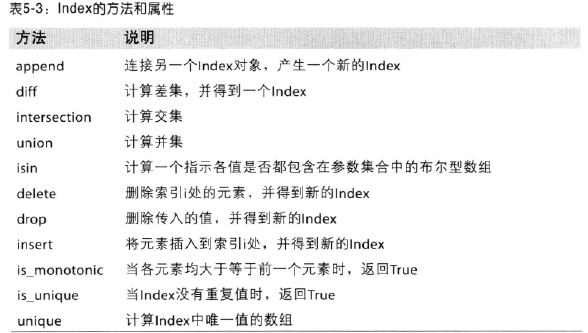 表5-3：Index的方法和属性
方法 说明
append 连接另一个Index对象，产生一个新的Index
diff 计算差集，并得到一个Index
intersection 计算交集
union 计算并集
isin 计算一个指示各值是否都包含在参数集合中的布尔型数组
delete 删除索引i处的元素，并得到新的Index
drop 删除传入的值，并得到新的Index
insert 将元素插入到索引i处，并得到新的Index
is_monotonic 当各元素均大于等于前一个元素时，返回True
is_unique 当Index没有重复值时，返回True
unique 计算Index中唯一值的数组